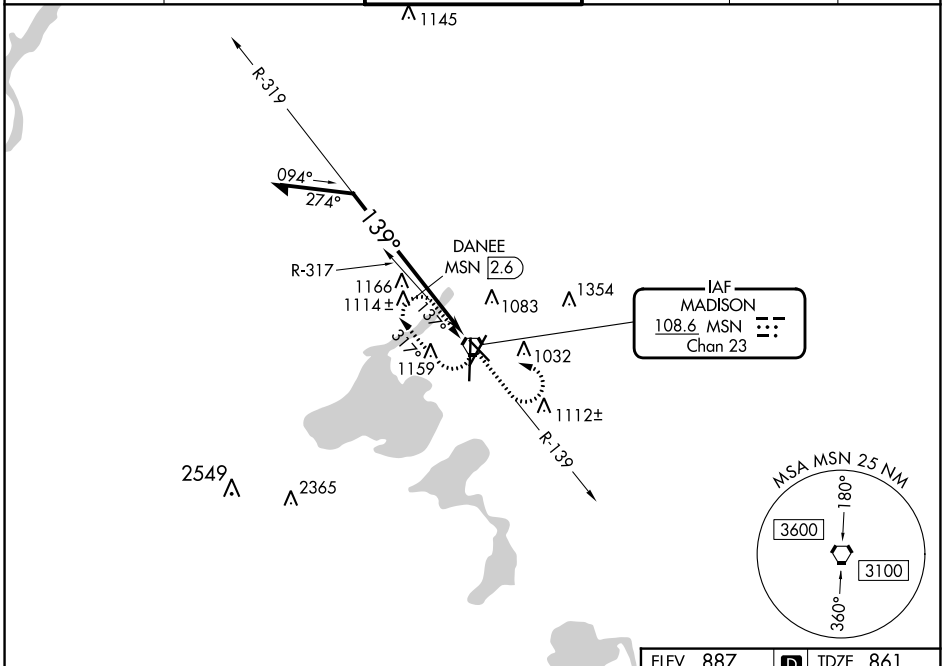 1145
R-319
094°
274°
139°
DANEE
MSN 2.6
R-317
1166
1114±
137°
317°
1159
1083
1354
IAF
MADISON
108.6 MSN
Chan 23
1032
1112±
R-139
2549
2365
MSA MSN 25 NM
180°
3600
3100
360°
ELEV 887
D
TDZE 861